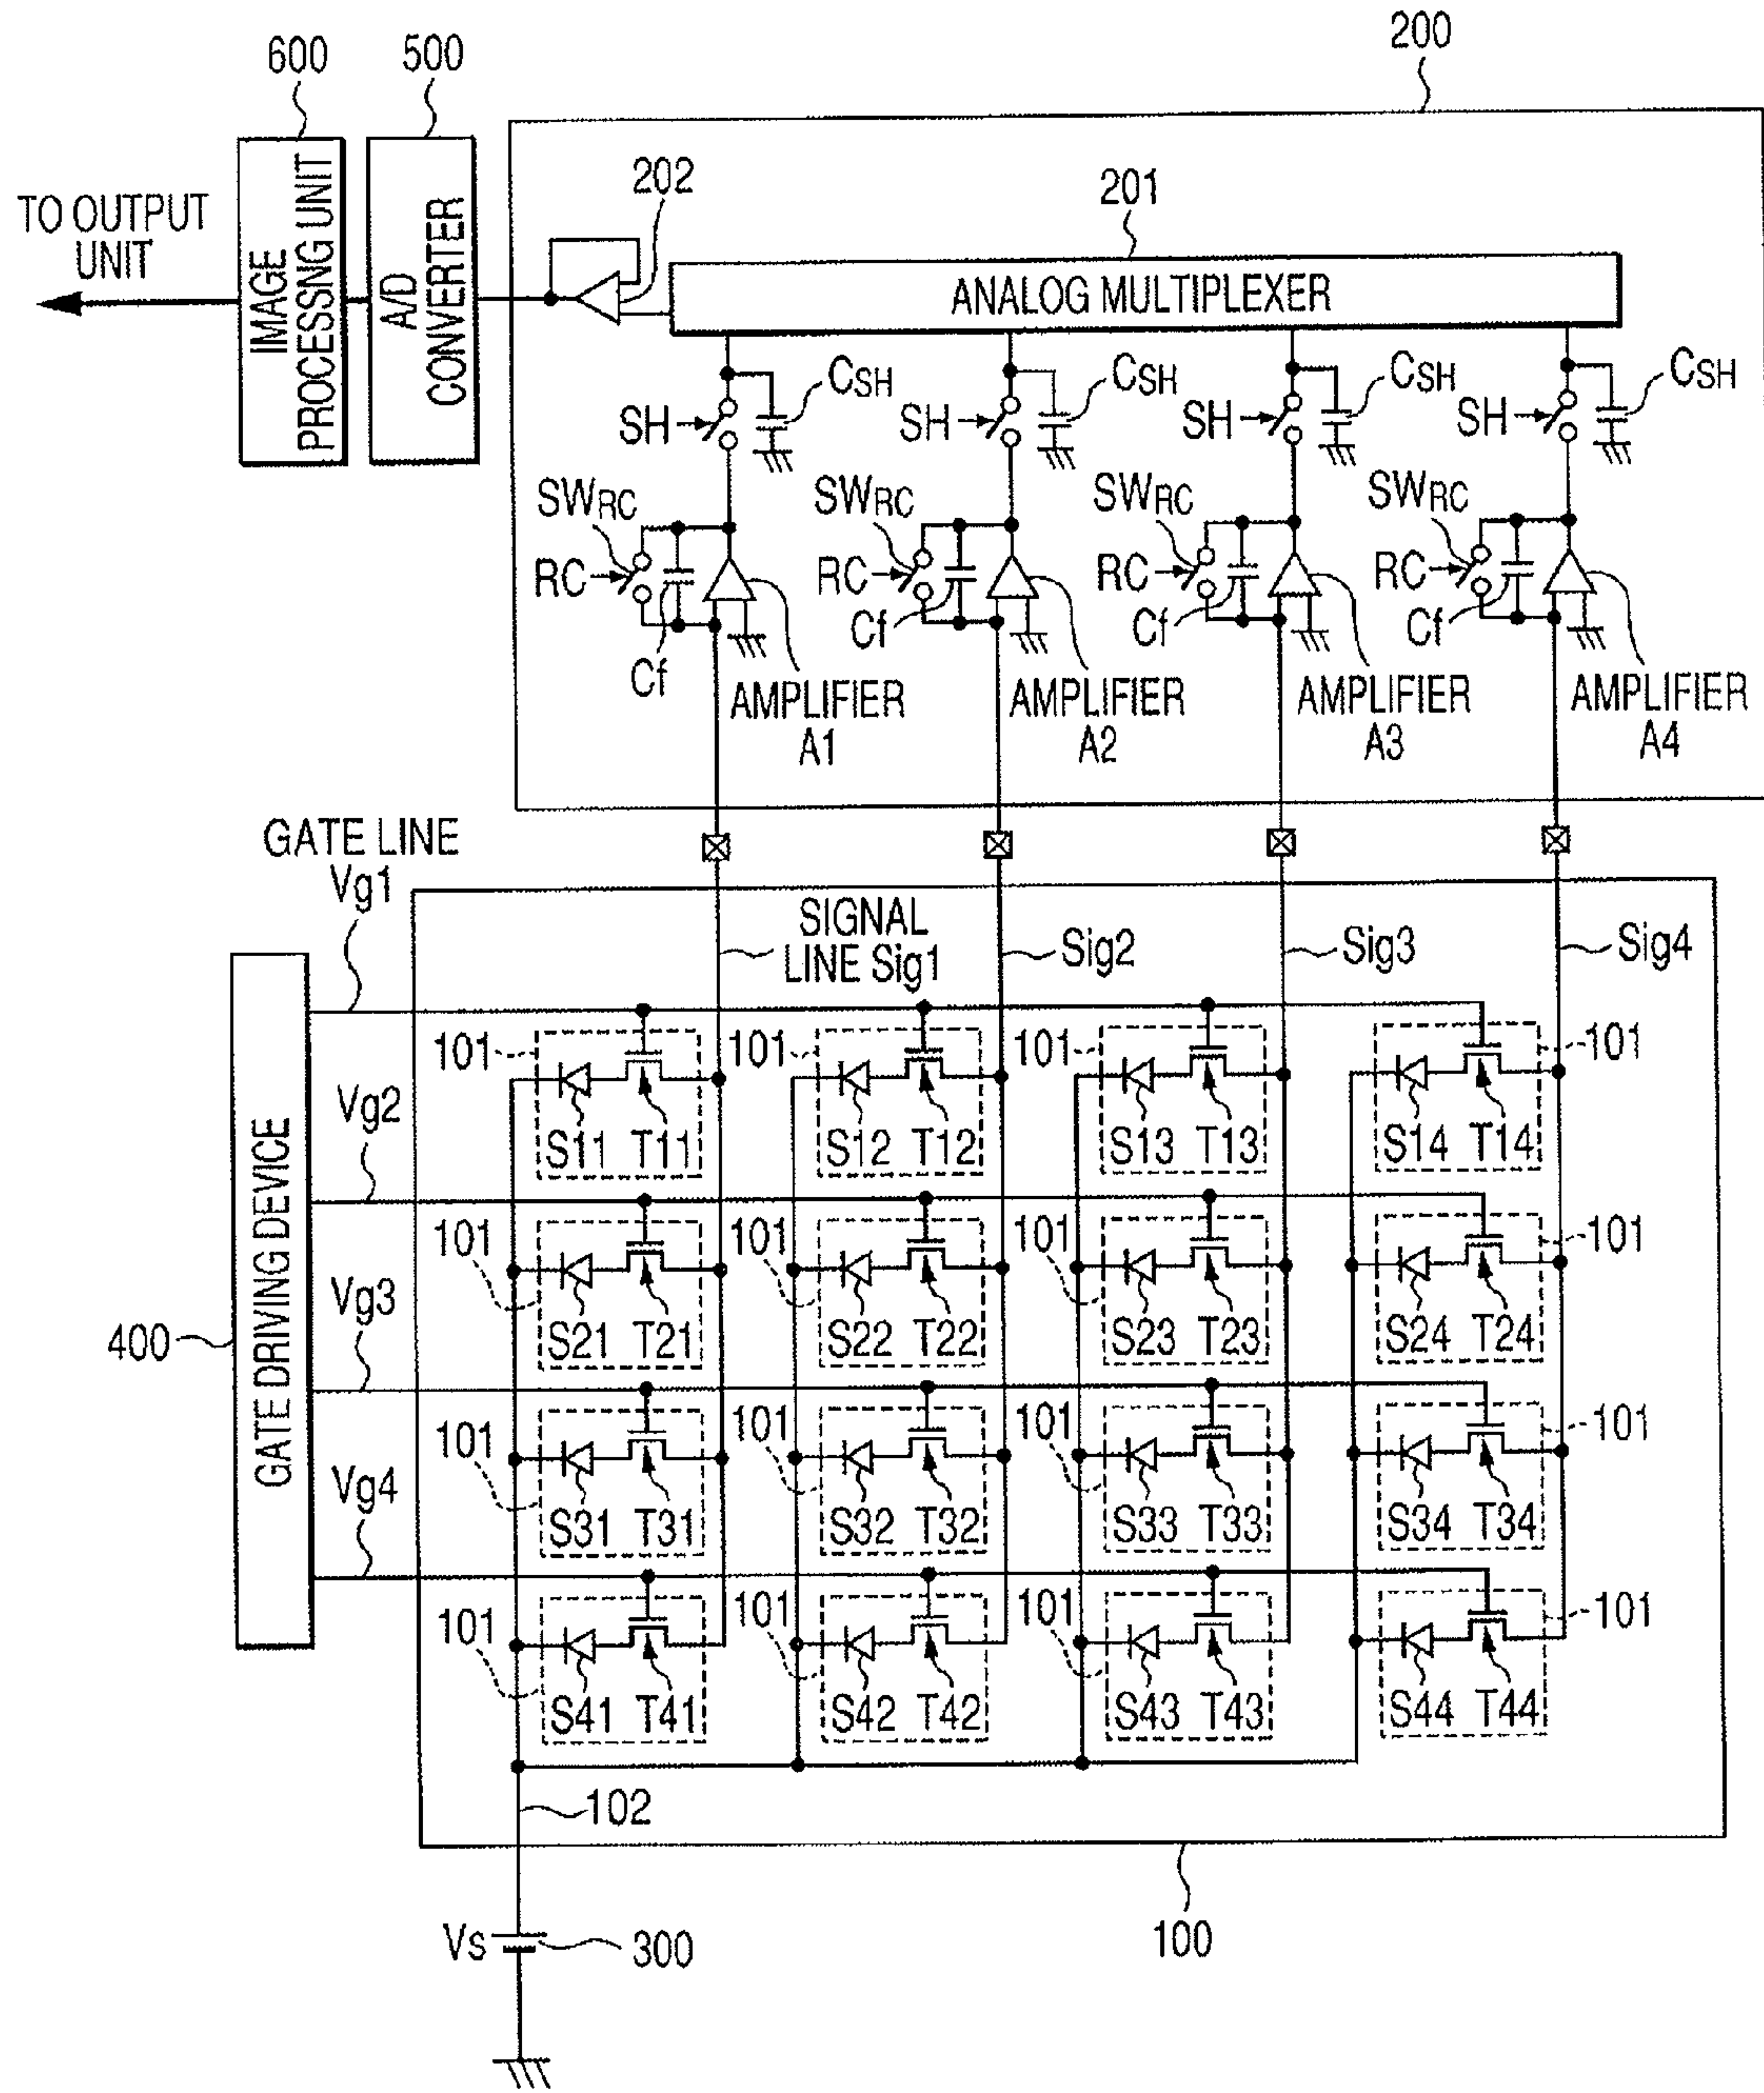 200
600
500
202
201
TO OUTPUT
UNIT
IMAGE
PROCESSNG UNIT
A/D
CONVERTER
ANALOG MULTIPLEXER
CSH
CSH
CSH
CSH
SH
SH
SH
SH
SWRC
SWRC
SWRC
SWRC
RC
RC
RC
RC
Cf
Cf
Cf
Cf
AMPLIFIER
A1
AMPLIFIER
A2
AMPLIFIER
A3
AMPLIFIER
A4
GATE LINE
Vg1
SIGNAL
LINE Sig1
Sig2
Sig3
Sig4
GATE DRIVING DEVICE
400
101
101
101
101
S11 T11
S12 T12
S13 T13
S14 T14
Vg2
101
101
101
101
S21 T21
S22 T22
S23 T23
S24 T24
Vg3
101
101
101
101
S31 T31
S32 T32
S33 T33
S34 T34
Vg4
101
101
101
101
S41 T41
S42 T42
S43 T43
S44 T44
102
100
Vs
300